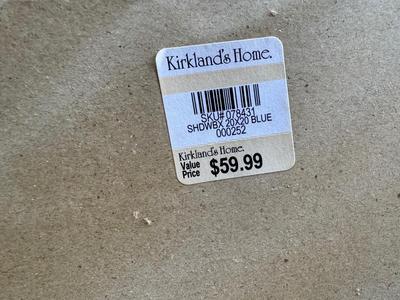 Kirkland's Home.
SKU# 078431
SHDWBX 20X20 BLUE
000252
Kirkland's Home.
Value
Price $59.99